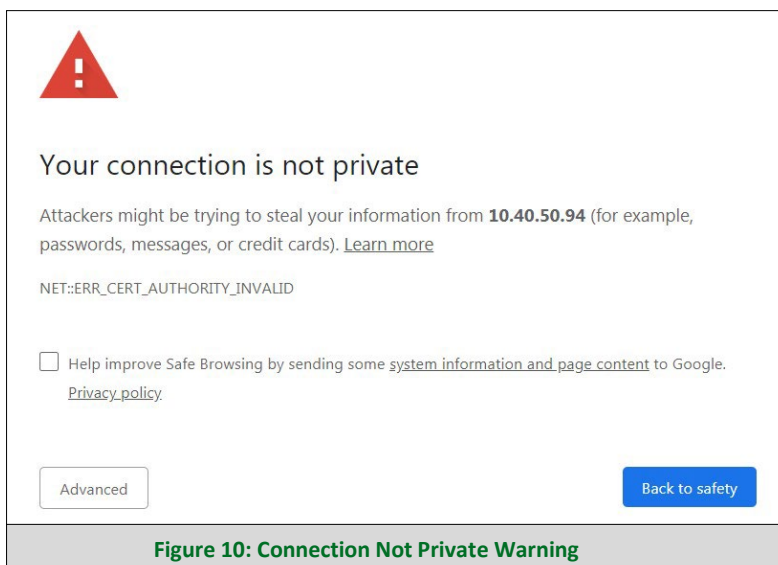 Your connection is not private
Attackers might be trying to steal your information from 10.40.50.94 (for example,
passwords, messages, or credit cards). Learn more
NET::ERR_CERT_AUTHORITY_INVALID
Help improve Safe Browsing by sending some system information and page content to Google.
Privacy policy
Advanced
Back to safety
Figure 10: Connection Not Private Warning